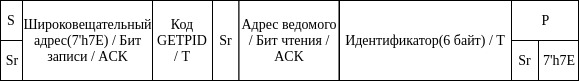 S
Sr
Широковещательный
адрес(7'h7E) / Бит
записи / ACK
Код
GETPID
/ T
Sr
Адрес ведомого
/ Бит чтения /
ACK
Идентификатор(6 байт) / T
P
Sr
7'h7E